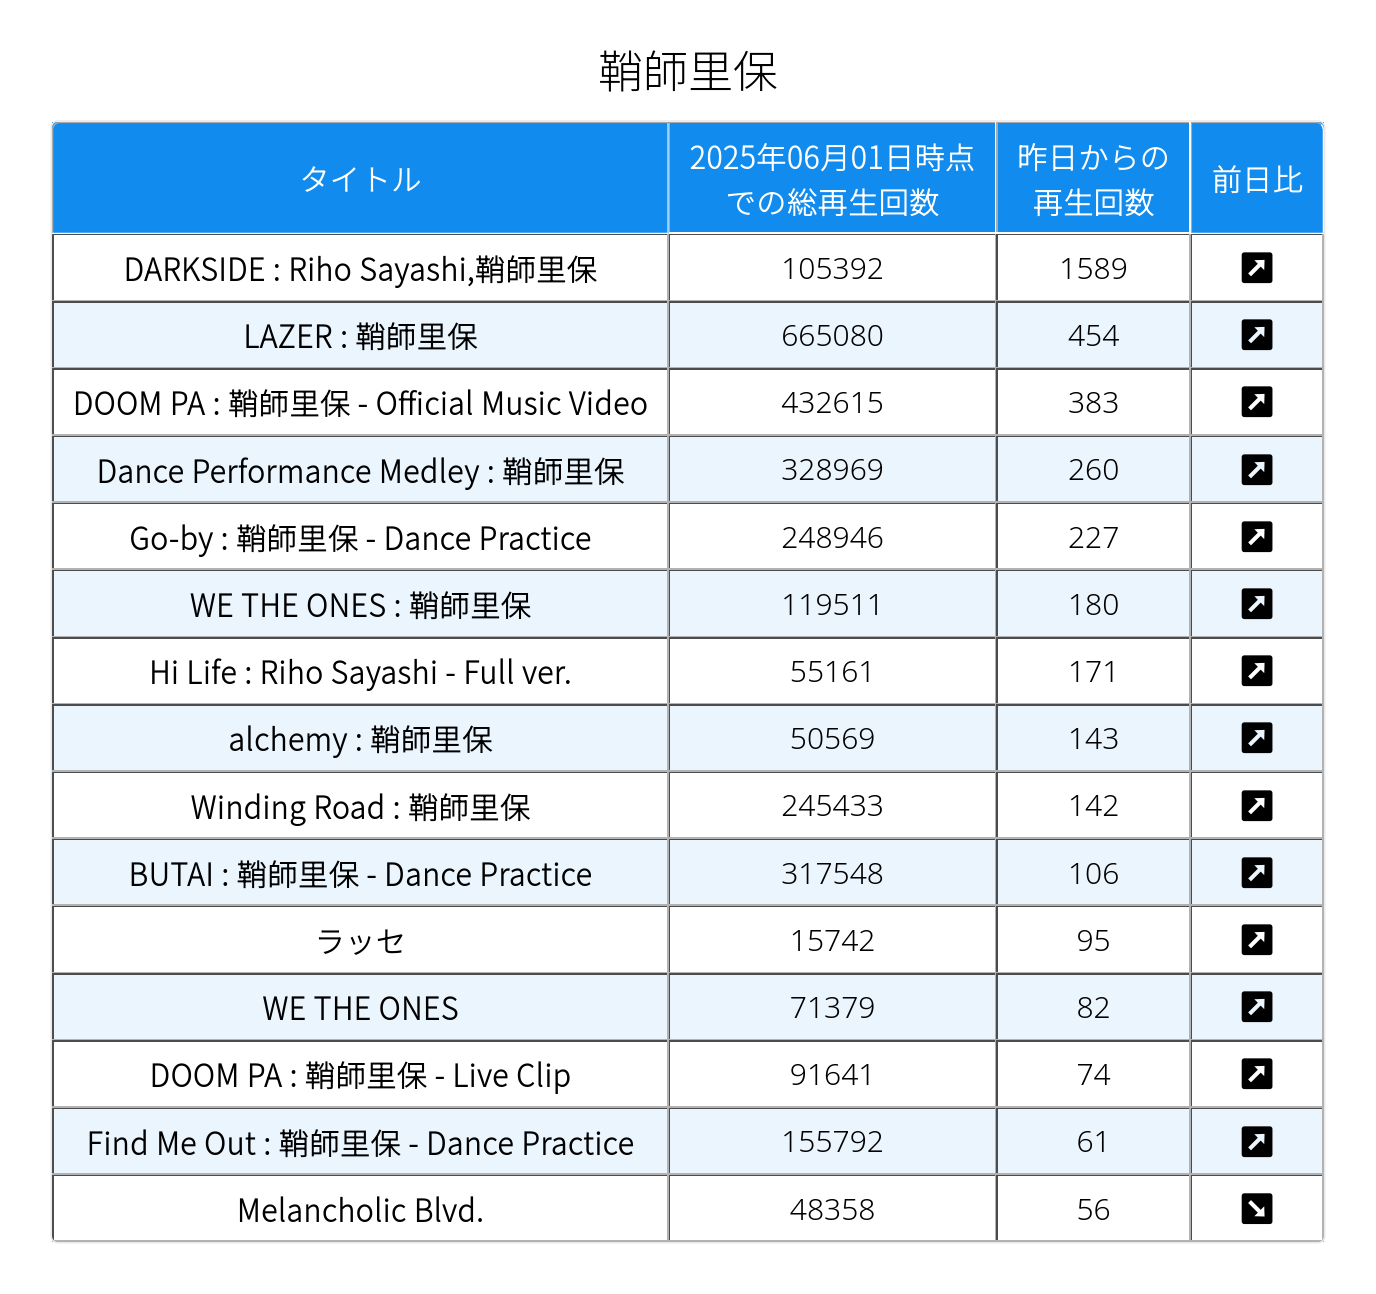 鞘師里保
タイトル 2025年06月01日時点での総再生回数 昨日からの再生回数 前日比
DARKSIDE : Riho Sayashi,鞘師里保 105392 1589
LAZER : 鞘師里保 665080 454
DOOM PA : 鞘師里保 - Official Music Video 432615 383
Dance Performance Medley : 鞘師里保 328969 260
Go-by : 鞘師里保 - Dance Practice 248946 227
WE THE ONES : 鞘師里保 119511 180
Hi Life : Riho Sayashi - Full ver. 55161 171
alchemy : 鞘師里保 50569 143
Winding Road : 鞘師里保 245433 142
BUTAI : 鞘師里保 - Dance Practice 317548 106
ラッセ 15742 95
WE THE ONES 71379 82
DOOM PA : 鞘師里保 - Live Clip 91641 74
Find Me Out : 鞘師里保 - Dance Practice 155792 61
Melancholic Blvd. 48358 56